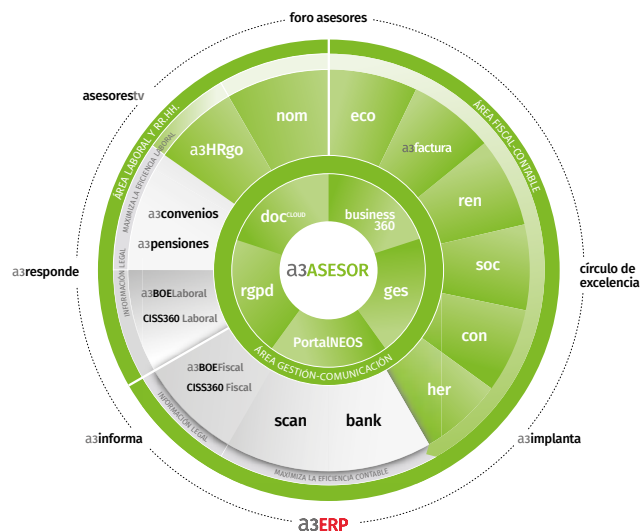 foro asesores
asesorestv
ÁREA LABORAL Y RR.HH.
ÁREA FISCAL-CONTABLE
MAXIMIZA LA EFICIENCIA LABORAL
nom
eco
a3HRgo
a3factura
ren
a3convenios
a3pensiones
docCLOUD
business
360
soc
a3responde
INFORMACIÓN LEGAL
a3ASESOR
círculo de
excelencia
a3BOELaboral
CISS360 Laboral
rgpd
ges
con
PortalNEOS
ÁREA GESTIÓN-COMUNICACIÓN
a3BOEFiscal
CISS360 Fiscal
her
INFORMACIÓN LEGAL
scan
bank
a3informa
a3implanta
MAXIMIZA LA EFICIENCIA CONTABLE
a3ERP